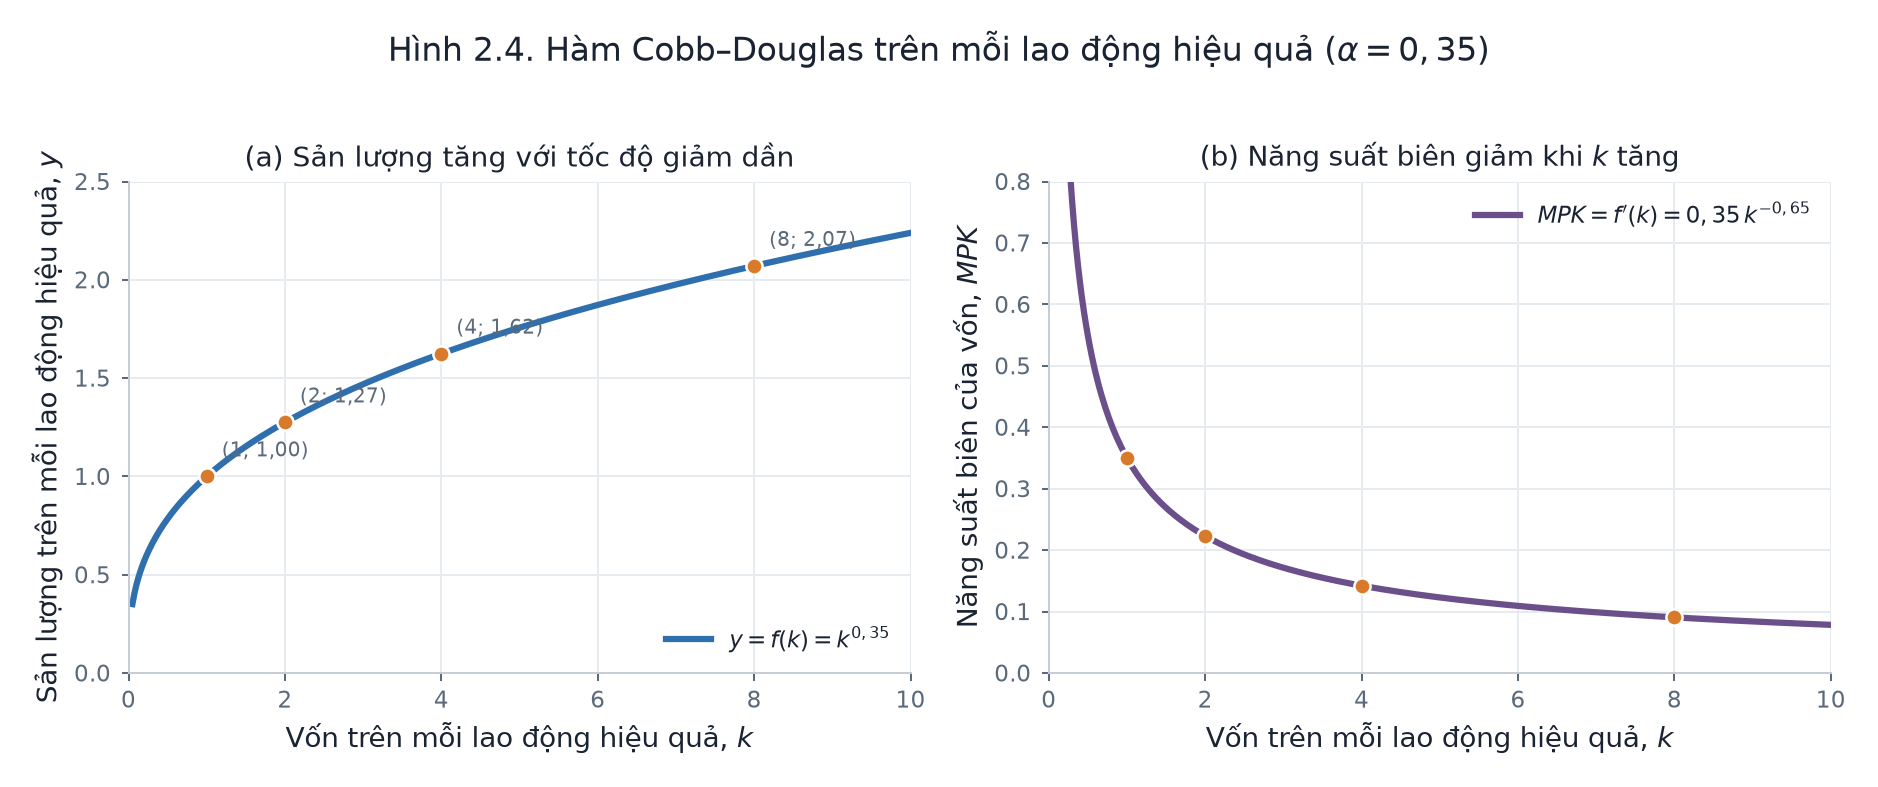 Hình 2.4. Hàm Cobb–Douglas trên mỗi lao động hiệu quả (α = 0, 35)
(a) Sản lượng tăng với tốc độ giảm dần
Sản lượng trên mỗi lao động hiệu quả, y
2.5
2.0
1.5
1.0
0.5
0.0
(8; 2,07)
(4; 1,62)
(2; 1,27)
(1; 1,00)
y = f(k) = k^{0, 35}
0 2 4 6 8 10
Vốn trên mỗi lao động hiệu quả, k
(b) Năng suất biên giảm khi k tăng
Năng suất biên của vốn, MPK
0.8
0.7
0.6
0.5
0.4
0.3
0.2
0.1
0.0
MPK = f′(k) = 0, 35 k^{−0, 65}
0 2 4 6 8 10
Vốn trên mỗi lao động hiệu quả, k